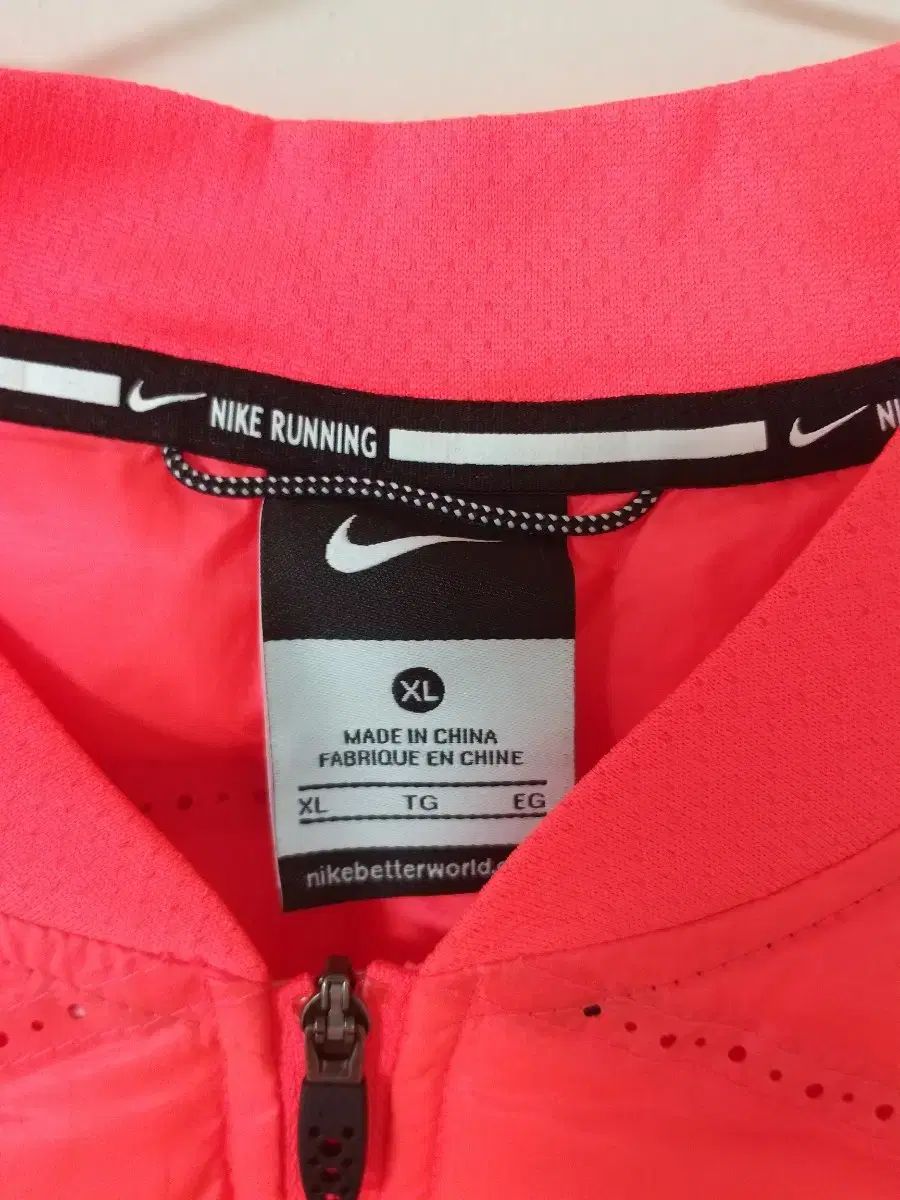 NIKE RUNNING
XL
MADE IN CHINA
FABRIQUE EN CHINE
XL TG EG